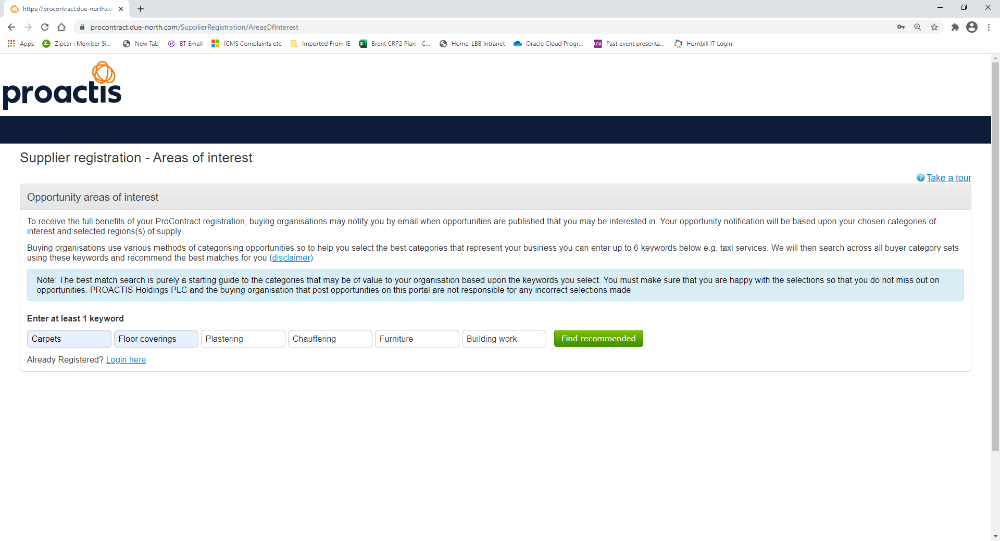 https://procontract.due-north.co
procontract.due-north.com/SupplierRegistration/AreasOfInterest
Apps Zipcar : Member Si... New Tab BT Email ICMS Complaints etc Imported From IE Brent CRP2 Plan - C... Home: LBB Intranet Oracle Cloud Progr... LGA Past event presenta... Hornbill IT Login
proactis
Supplier registration - Areas of interest
Take a tour
Opportunity areas of interest
To receive the full benefits of your ProContract registration, buying organisations may notify you by email when opportunities are published that you may be interested in. Your opportunity notification will be based upon your chosen categories of
interest and selected regions(s) of supply.
Buying organisations use various methods of categorising opportunities so to help you select the best categories that represent your business you can enter up to 6 keywords below e.g. taxi services. We will then search across all buyer category sets
using these keywords and recommend the best matches for you (disclaimer)
Note: The best match search is purely a starting guide to the categories that may be of value to your organisation based upon the keywords you select. You must make sure that you are happy with the selections so that you do not miss out on
opportunities. PROACTIS Holdings PLC and the buying organisation that post opportunities on this portal are not responsible for any incorrect selections made
Enter at least 1 keyword
Carpets Floor coverings Plastering Chauffering Furniture Building work Find recommended
Already Registered? Login here